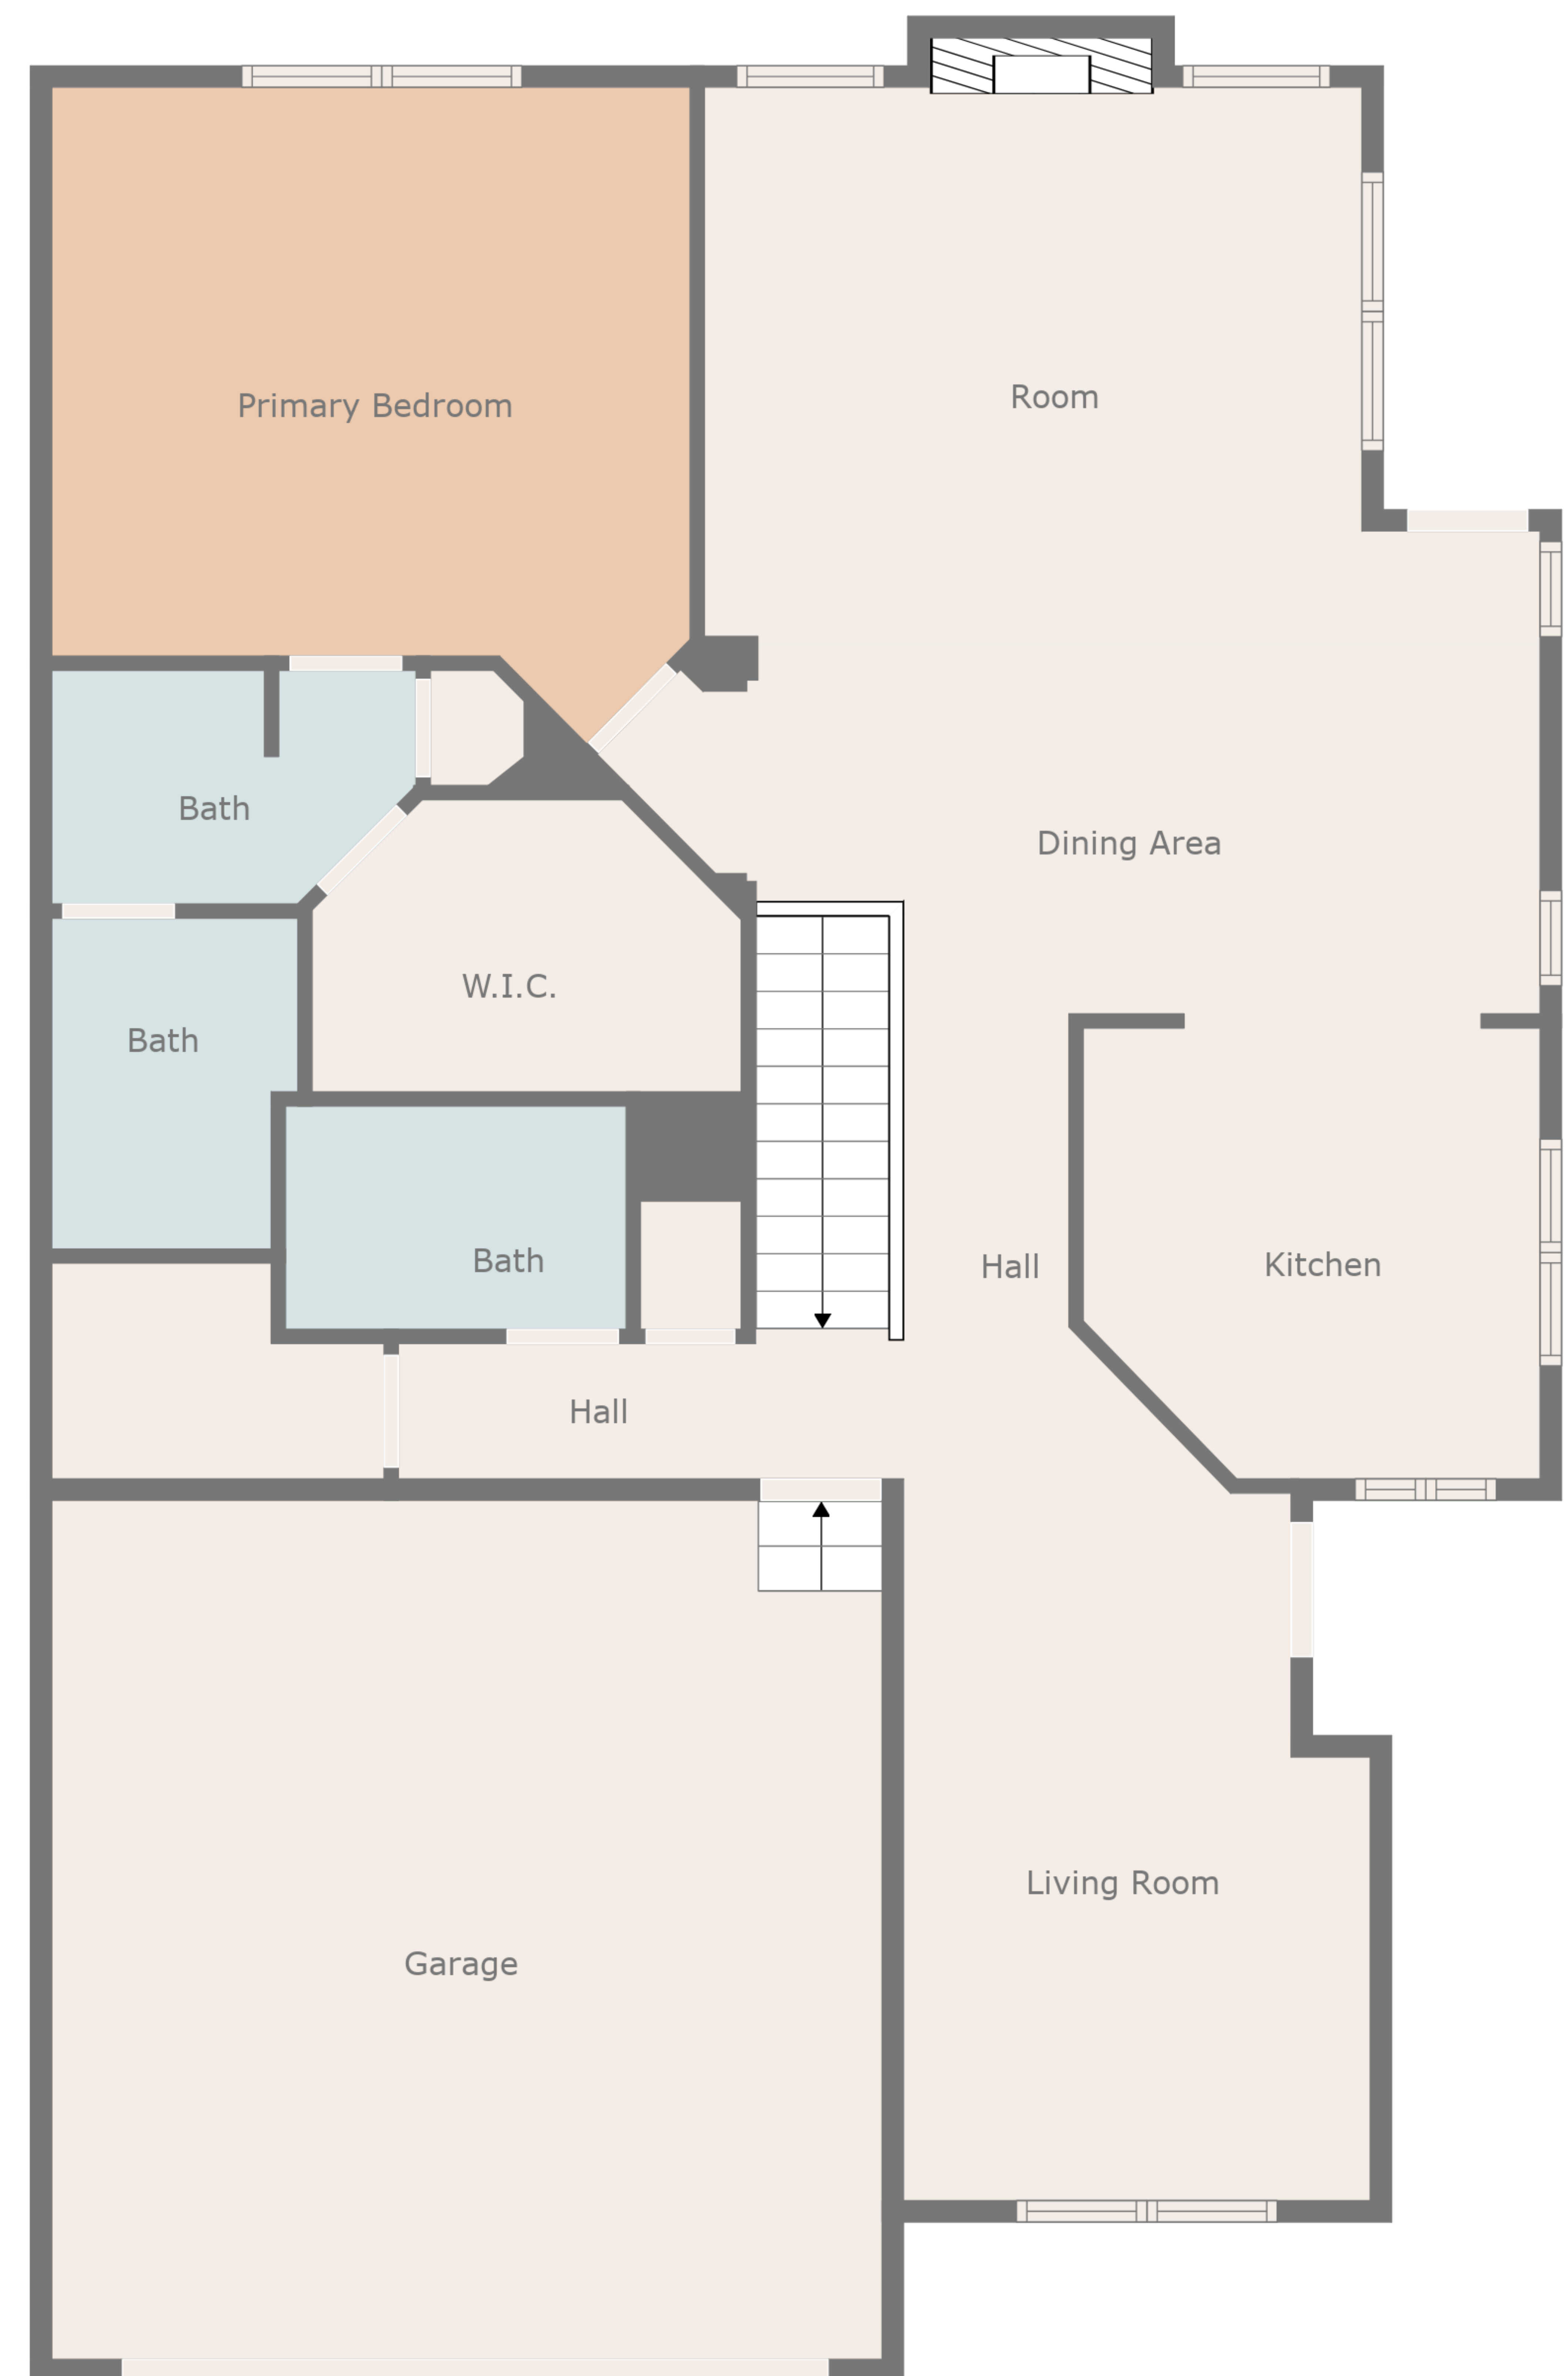 Room
Primary Bedroom
Bath
Dining Area
W.I.C.
Bath
Bath
Hall
Kitchen
Hall
Living Room
Garage